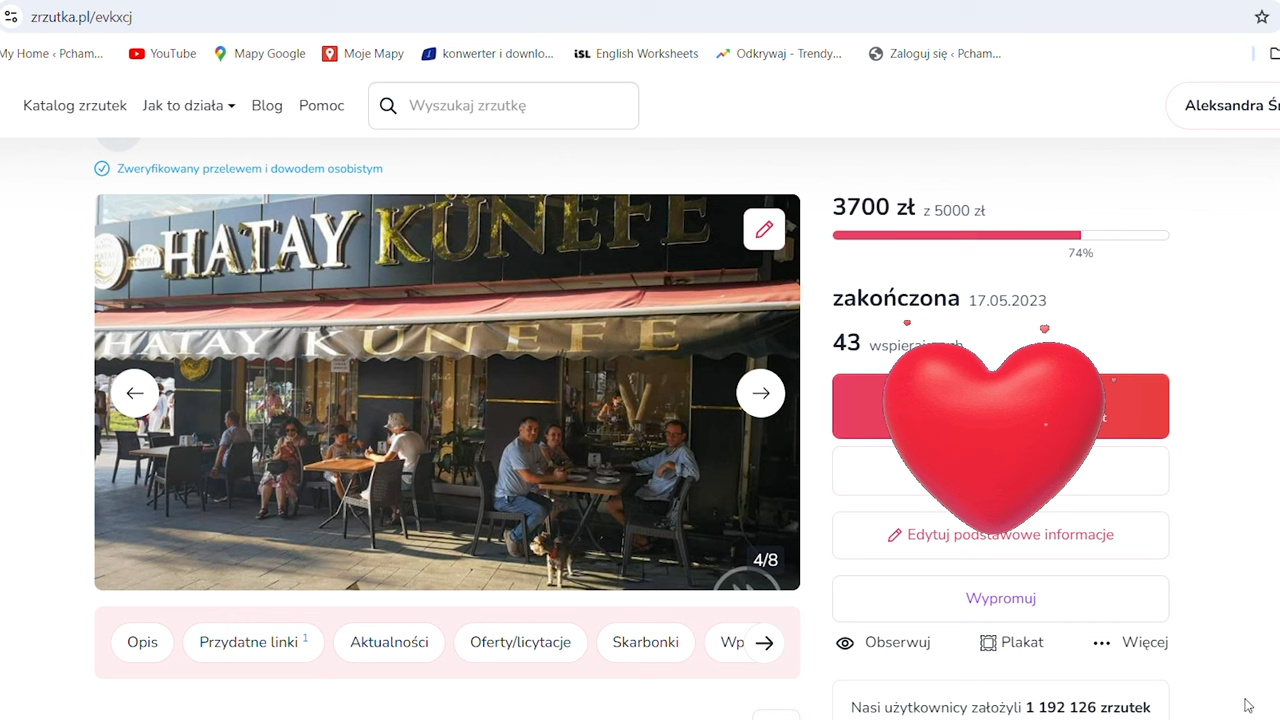 zrzutka.pl/evkxcj
My Home ‹ Pcham...
YouTube
Mapy Google
Moje Mapy
konwerter i downlo...
iSL English Worksheets
Odkrywaj - Trendy...
Zaloguj się ‹ Pcham...
Katalog zrzutek
Jak to działa
Blog
Pomoc
Wyszukaj zrzutkę
Aleksandra
Zweryfikowany przelewem i dowodem osobistym
HATAY KÜNEFE
HATAY KUNEFE
4/8
3700 zł z 5000 zł
74%
zakończona 17.05.2023
43
Edytuj podstawowe informacje
Wypromuj
Obserwuj
Plakat
Więcej
Opis
Przydatne linki 1
Aktualności
Oferty/licytacje
Skarbonki
Nasi użytkownicy założyli 1 192 126 zrzutek